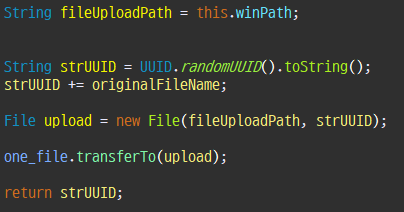 String fileUploadPath = this.winPath;
String strUUID = UUID.randomUUID().toString();
strUUID += originalFileName;
File upload = new File(fileUploadPath, strUUID);
one_file.transferTo(upload);
return strUUID;